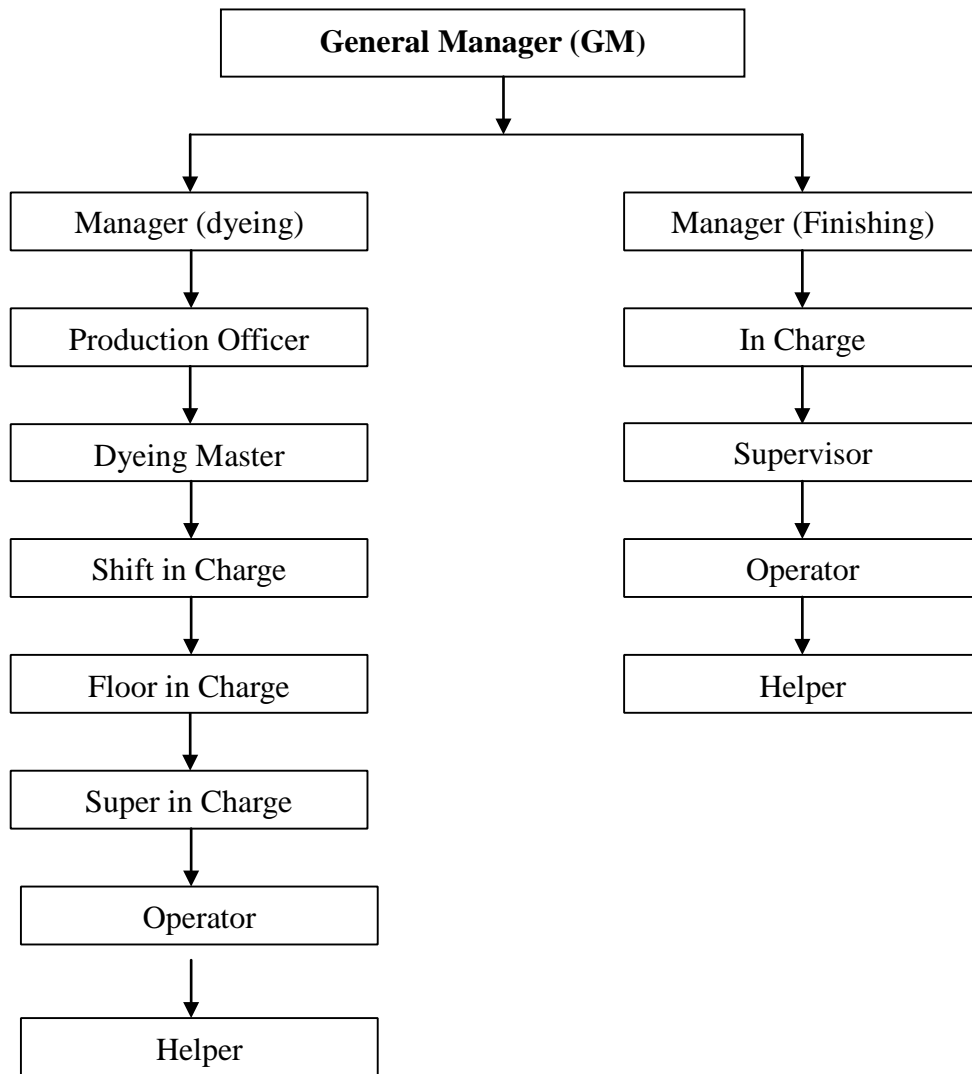 General Manager (GM)
Manager (dyeing)
Manager (Finishing)
Production Officer
In Charge
Dyeing Master
Supervisor
Shift in Charge
Operator
Floor in Charge
Helper
Super in Charge
Operator
Helper